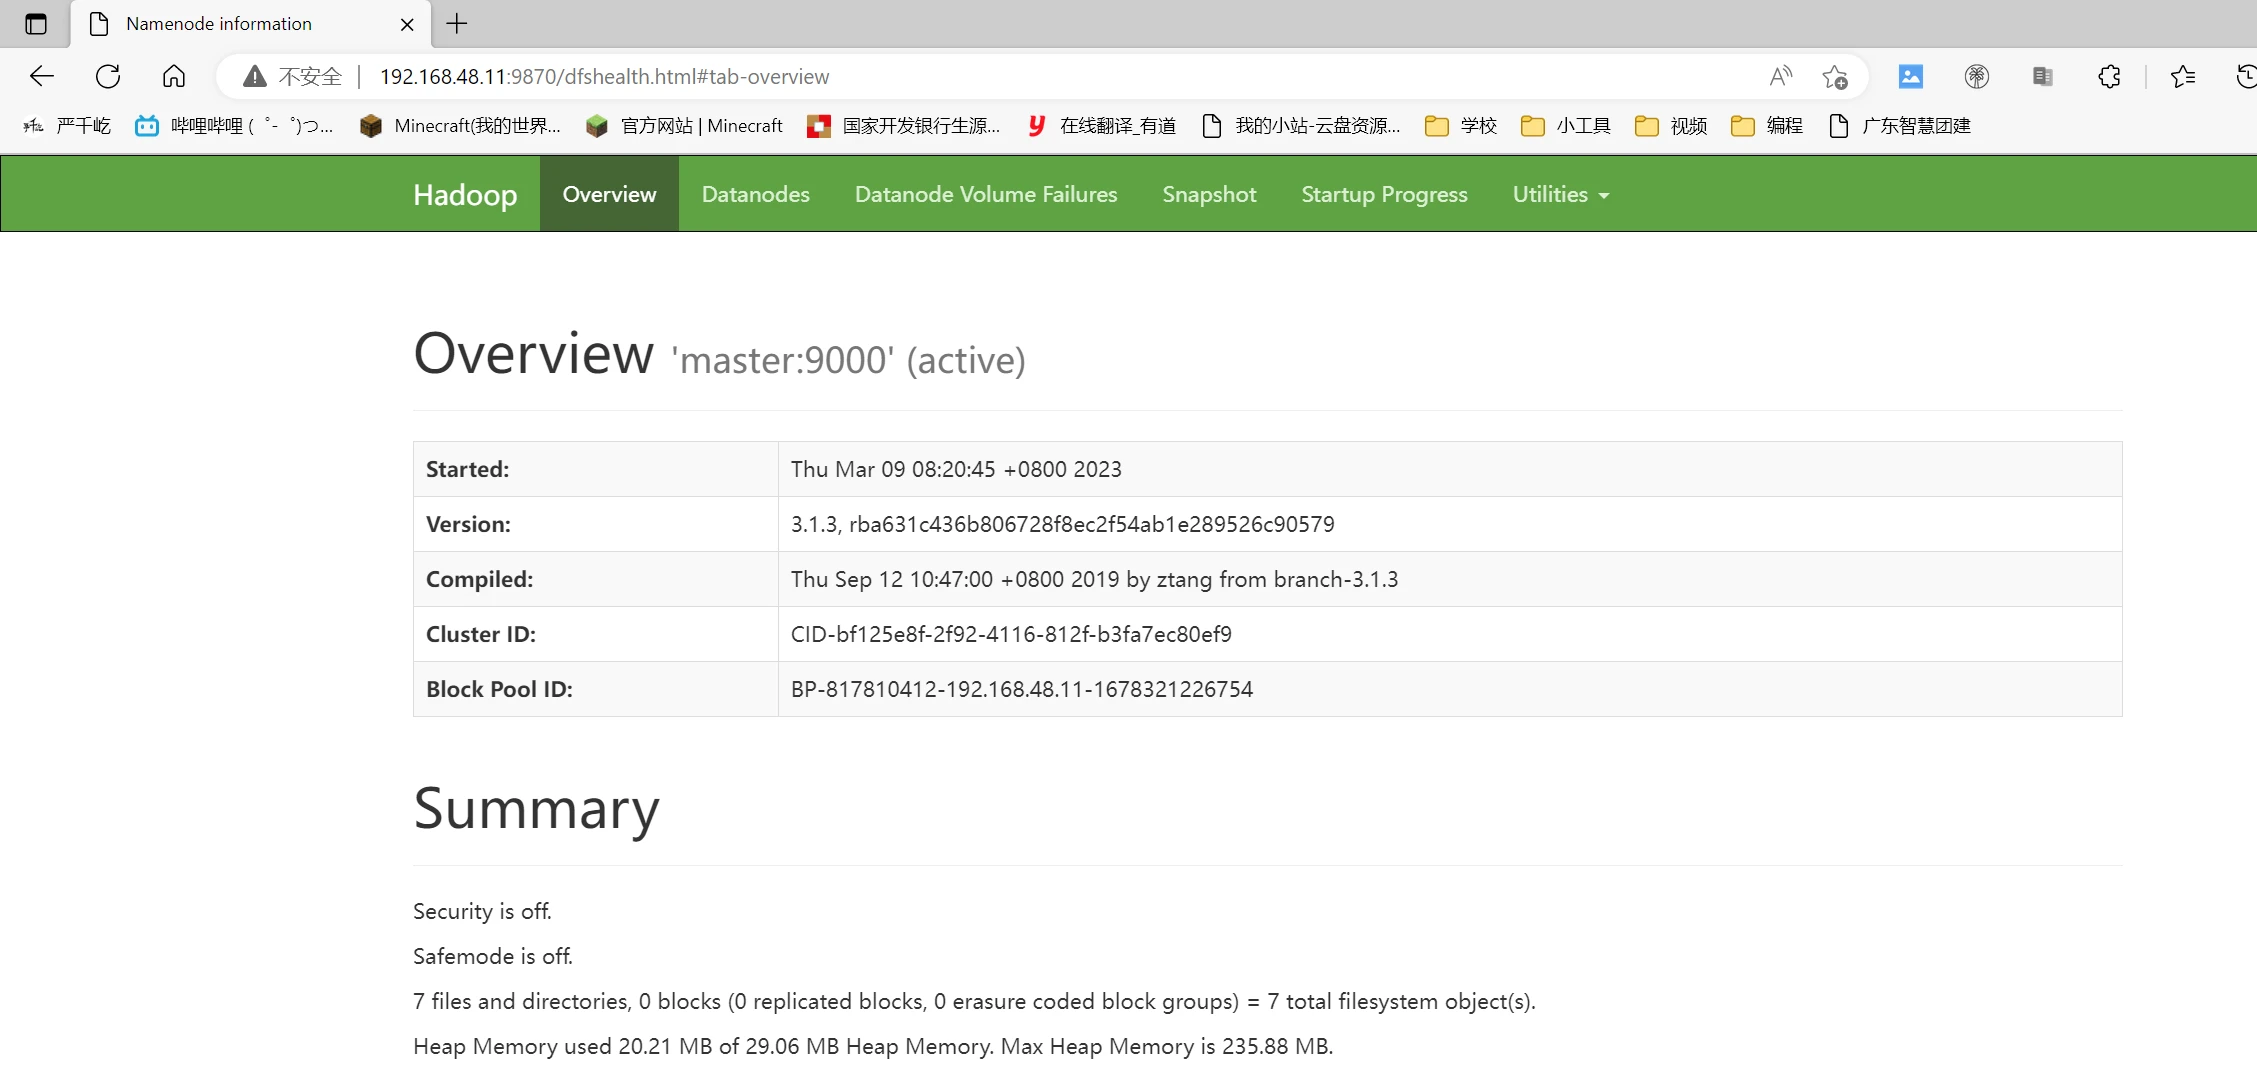 Namenode information
不安全 192.168.48.11:9870/dfshealth.html#tab-overview
严千屹 哔哩哔哩 ( ゜- ゜)つ... Minecraft(我的世界... 官方网站 | Minecraft 国家开发银行生源... 在线翻译_有道 我的小站-云盘资源... 学校 小工具 视频 编程 广东智慧团建
Hadoop Overview Datanodes Datanode Volume Failures Snapshot Startup Progress Utilities
Overview 'master:9000' (active)
Started: Thu Mar 09 08:20:45 +0800 2023
Version: 3.1.3, rba631c436b806728f8ec2f54ab1e289526c90579
Compiled: Thu Sep 12 10:47:00 +0800 2019 by ztang from branch-3.1.3
Cluster ID: CID-bf125e8f-2f92-4116-812f-b3fa7ec80ef9
Block Pool ID: BP-817810412-192.168.48.11-1678321226754
Summary
Security is off.
Safemode is off.
7 files and directories, 0 blocks (0 replicated blocks, 0 erasure coded block groups) = 7 total filesystem object(s).
Heap Memory used 20.21 MB of 29.06 MB Heap Memory. Max Heap Memory is 235.88 MB.